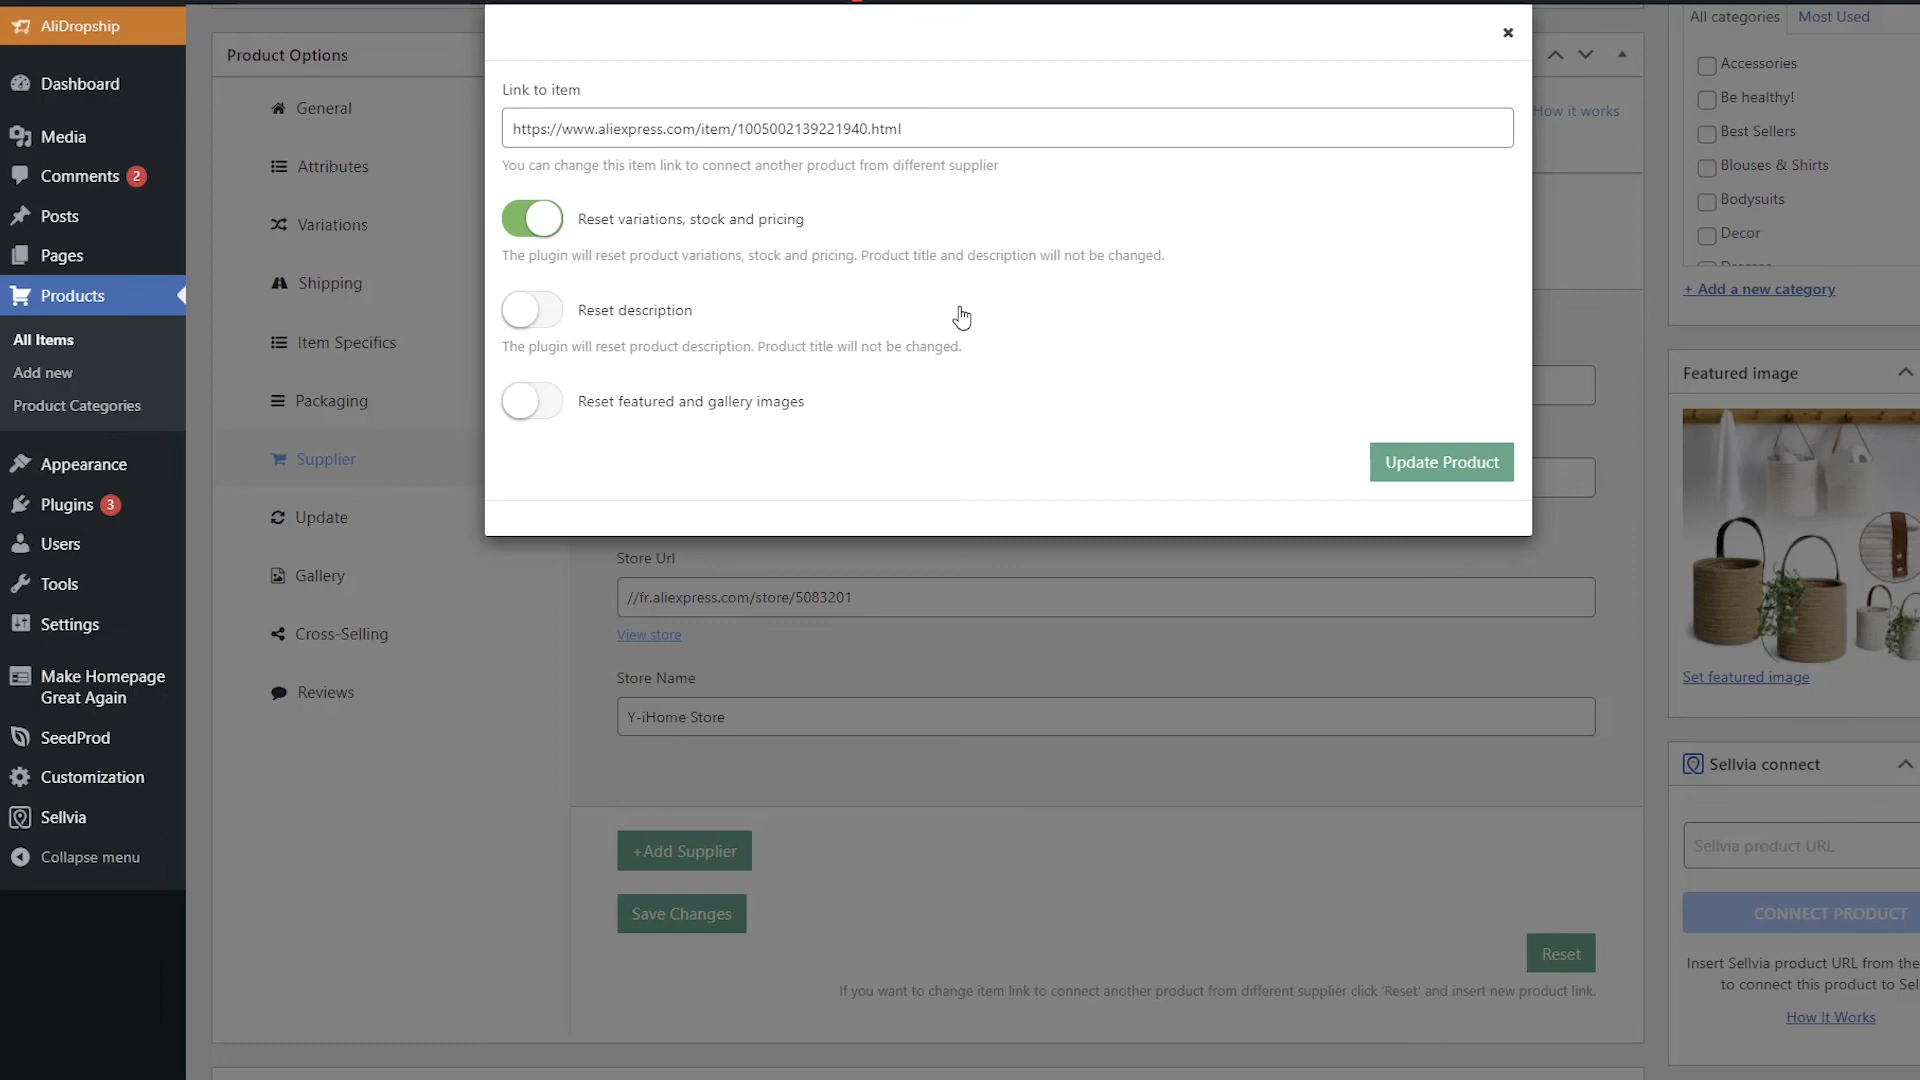 AliDropship
Dashboard
Media
Comments 2
Posts
Pages
Products
All Items
Add new
Product Categories
Appearance
Plugins 3
Users
Tools
Settings
Make Homepage
Great Again
SeedProd
Customization
Sellvia
Collapse menu
Product Options
General
Attributes
Variations
Shipping
Item Specifics
Packaging
Supplier
Update
Gallery
Cross-Selling
Reviews
Link to item
https://www.aliexpress.com/item/1005002139221940.html
You can change this item link to connect another product from different supplier
Reset variations, stock and pricing
The plugin will reset product variations, stock and pricing. Product title and description will not be changed.
Reset description
The plugin will reset product description. Product title will not be changed.
Reset featured and gallery images
Update Product
How it works
Store Url
//fr.aliexpress.com/store/5083201
View store
Store Name
Y-iHome Store
+Add Supplier
Save Changes
Reset
If you want to change item link to connect another product from different supplier click 'Reset' and insert new product link.
All categories Most Used
Accessories
Be healthy!
Best Sellers
Blouses & Shirts
Bodysuits
Decor
+ Add a new category
Featured image
Set featured image
Sellvia connect
Sellvia product URL
CONNECT PRODUCT
Insert Sellvia product URL from the
to connect this product to Sel
How It Works